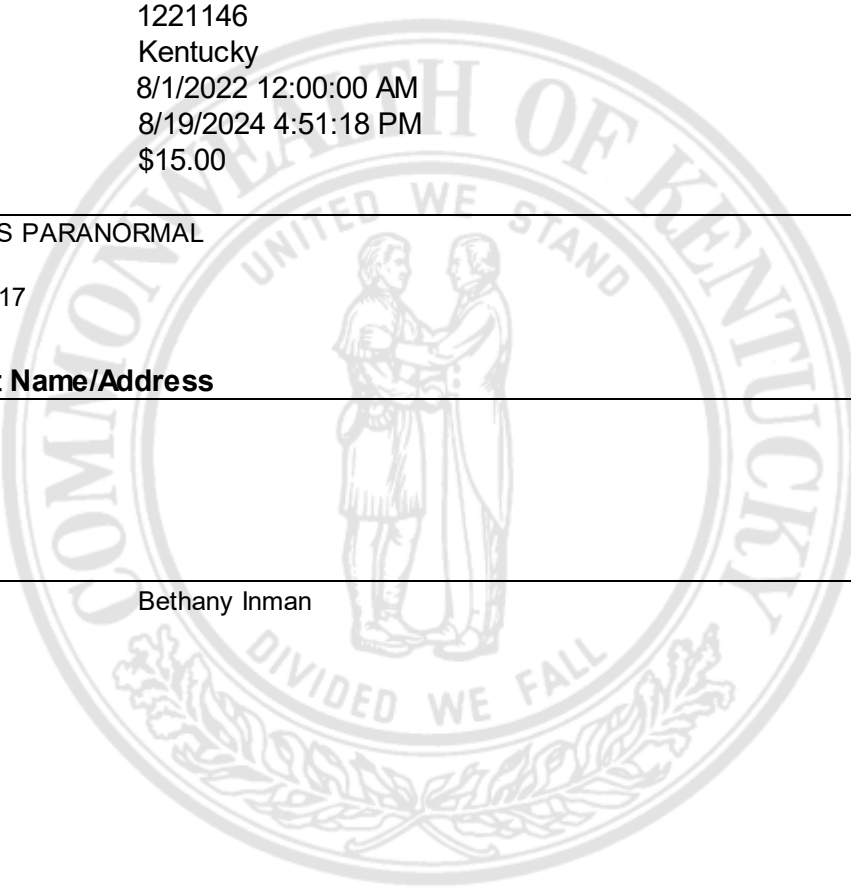 1221146
Kentucky
8/1/2022 12:00:00 AM
8/19/2024 4:51:18 PM
$15.00
S PARANORMAL
17
t Name/Address
Bethany Inman
COMMONWEALTH OF KENTUCKY
UNITED WE STAND
DIVIDED WE FALL